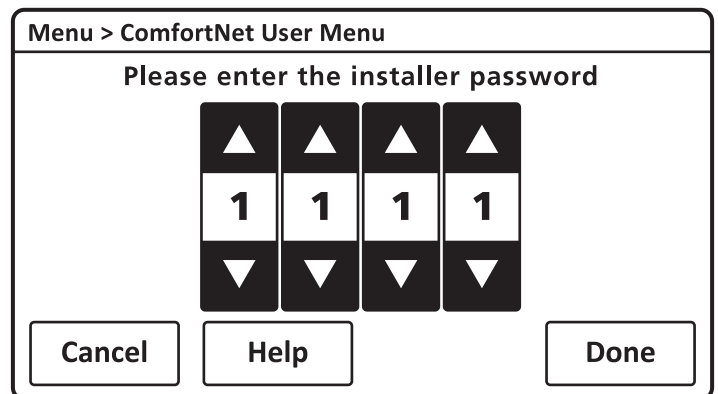 Menu > ComfortNet User Menu
Please enter the installer password
1 1 1 1
Cancel Help Done